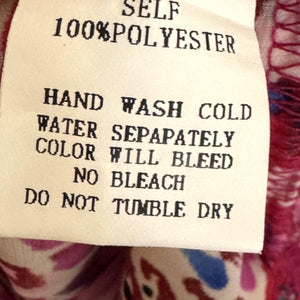 SELF
100%POLYESTER
HAND WASH COLD
WATER SEPAPATELY
COLOR WILL BLEED
NO BLEACH
DO NOT TUMBLE DRY